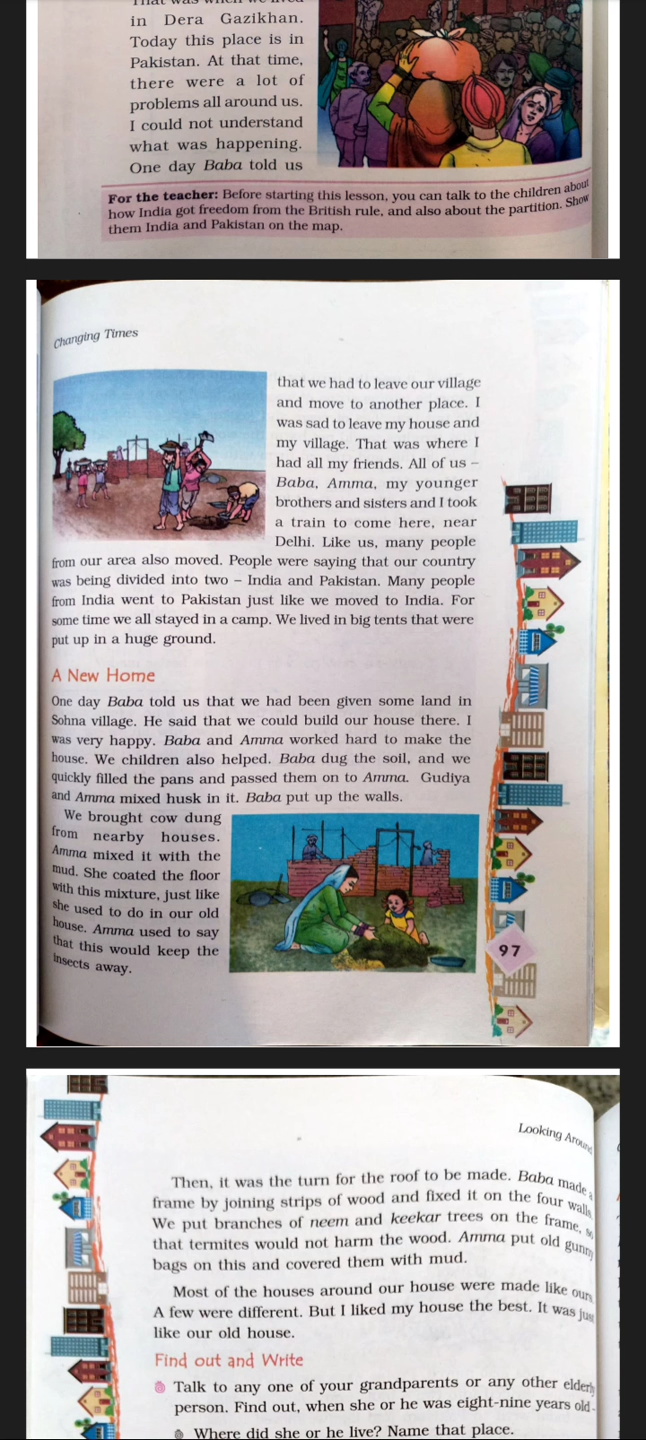 That was when we lived
in Dera Gazikhan.
Today this place is in
Pakistan. At that time,
there were a lot of
problems all around us.
I could not understand
what was happening.
One day Baba told us
For the teacher: Before starting this lesson, you can talk to the children about
how India got freedom from the British rule, and also about the partition. Show
them India and Pakistan on the map.
Changing Times
that we had to leave our village
and move to another place. I
was sad to leave my house and
my village. That was where I
had all my friends. All of us –
Baba, Amma, my younger
brothers and sisters and I took
a train to come here, near
Delhi. Like us, many people
from our area also moved. People were saying that our country
was being divided into two – India and Pakistan. Many people
from India went to Pakistan just like we moved to India. For
some time we all stayed in a camp. We lived in big tents that were
put up in a huge ground.
A New Home
One day Baba told us that we had been given some land in
Sohna village. He said that we could build our house there. I
was very happy. Baba and Amma worked hard to make the
house. We children also helped. Baba dug the soil, and we
quickly filled the pans and passed them on to Amma. Gudiya
and Amma mixed husk in it. Baba put up the walls.
We brought cow dung
from nearby houses.
Amma mixed it with the
mud. She coated the floor
with this mixture, just like
she used to do in our old
house. Amma used to say
that this would keep the
insects away.
97
Looking Around
Then, it was the turn for the roof to be made. Baba made a
frame by joining strips of wood and fixed it on the four walls.
We put branches of neem and keekar trees on the frame, so
that termites would not harm the wood. Amma put old gunny
bags on this and covered them with mud.
Most of the houses around our house were made like ours.
A few were different. But I liked my house the best. It was just
like our old house.
Find out and Write
Talk to any one of your grandparents or any other elderly
person. Find out, when she or he was eight-nine years old-
Where did she or he live? Name that place.